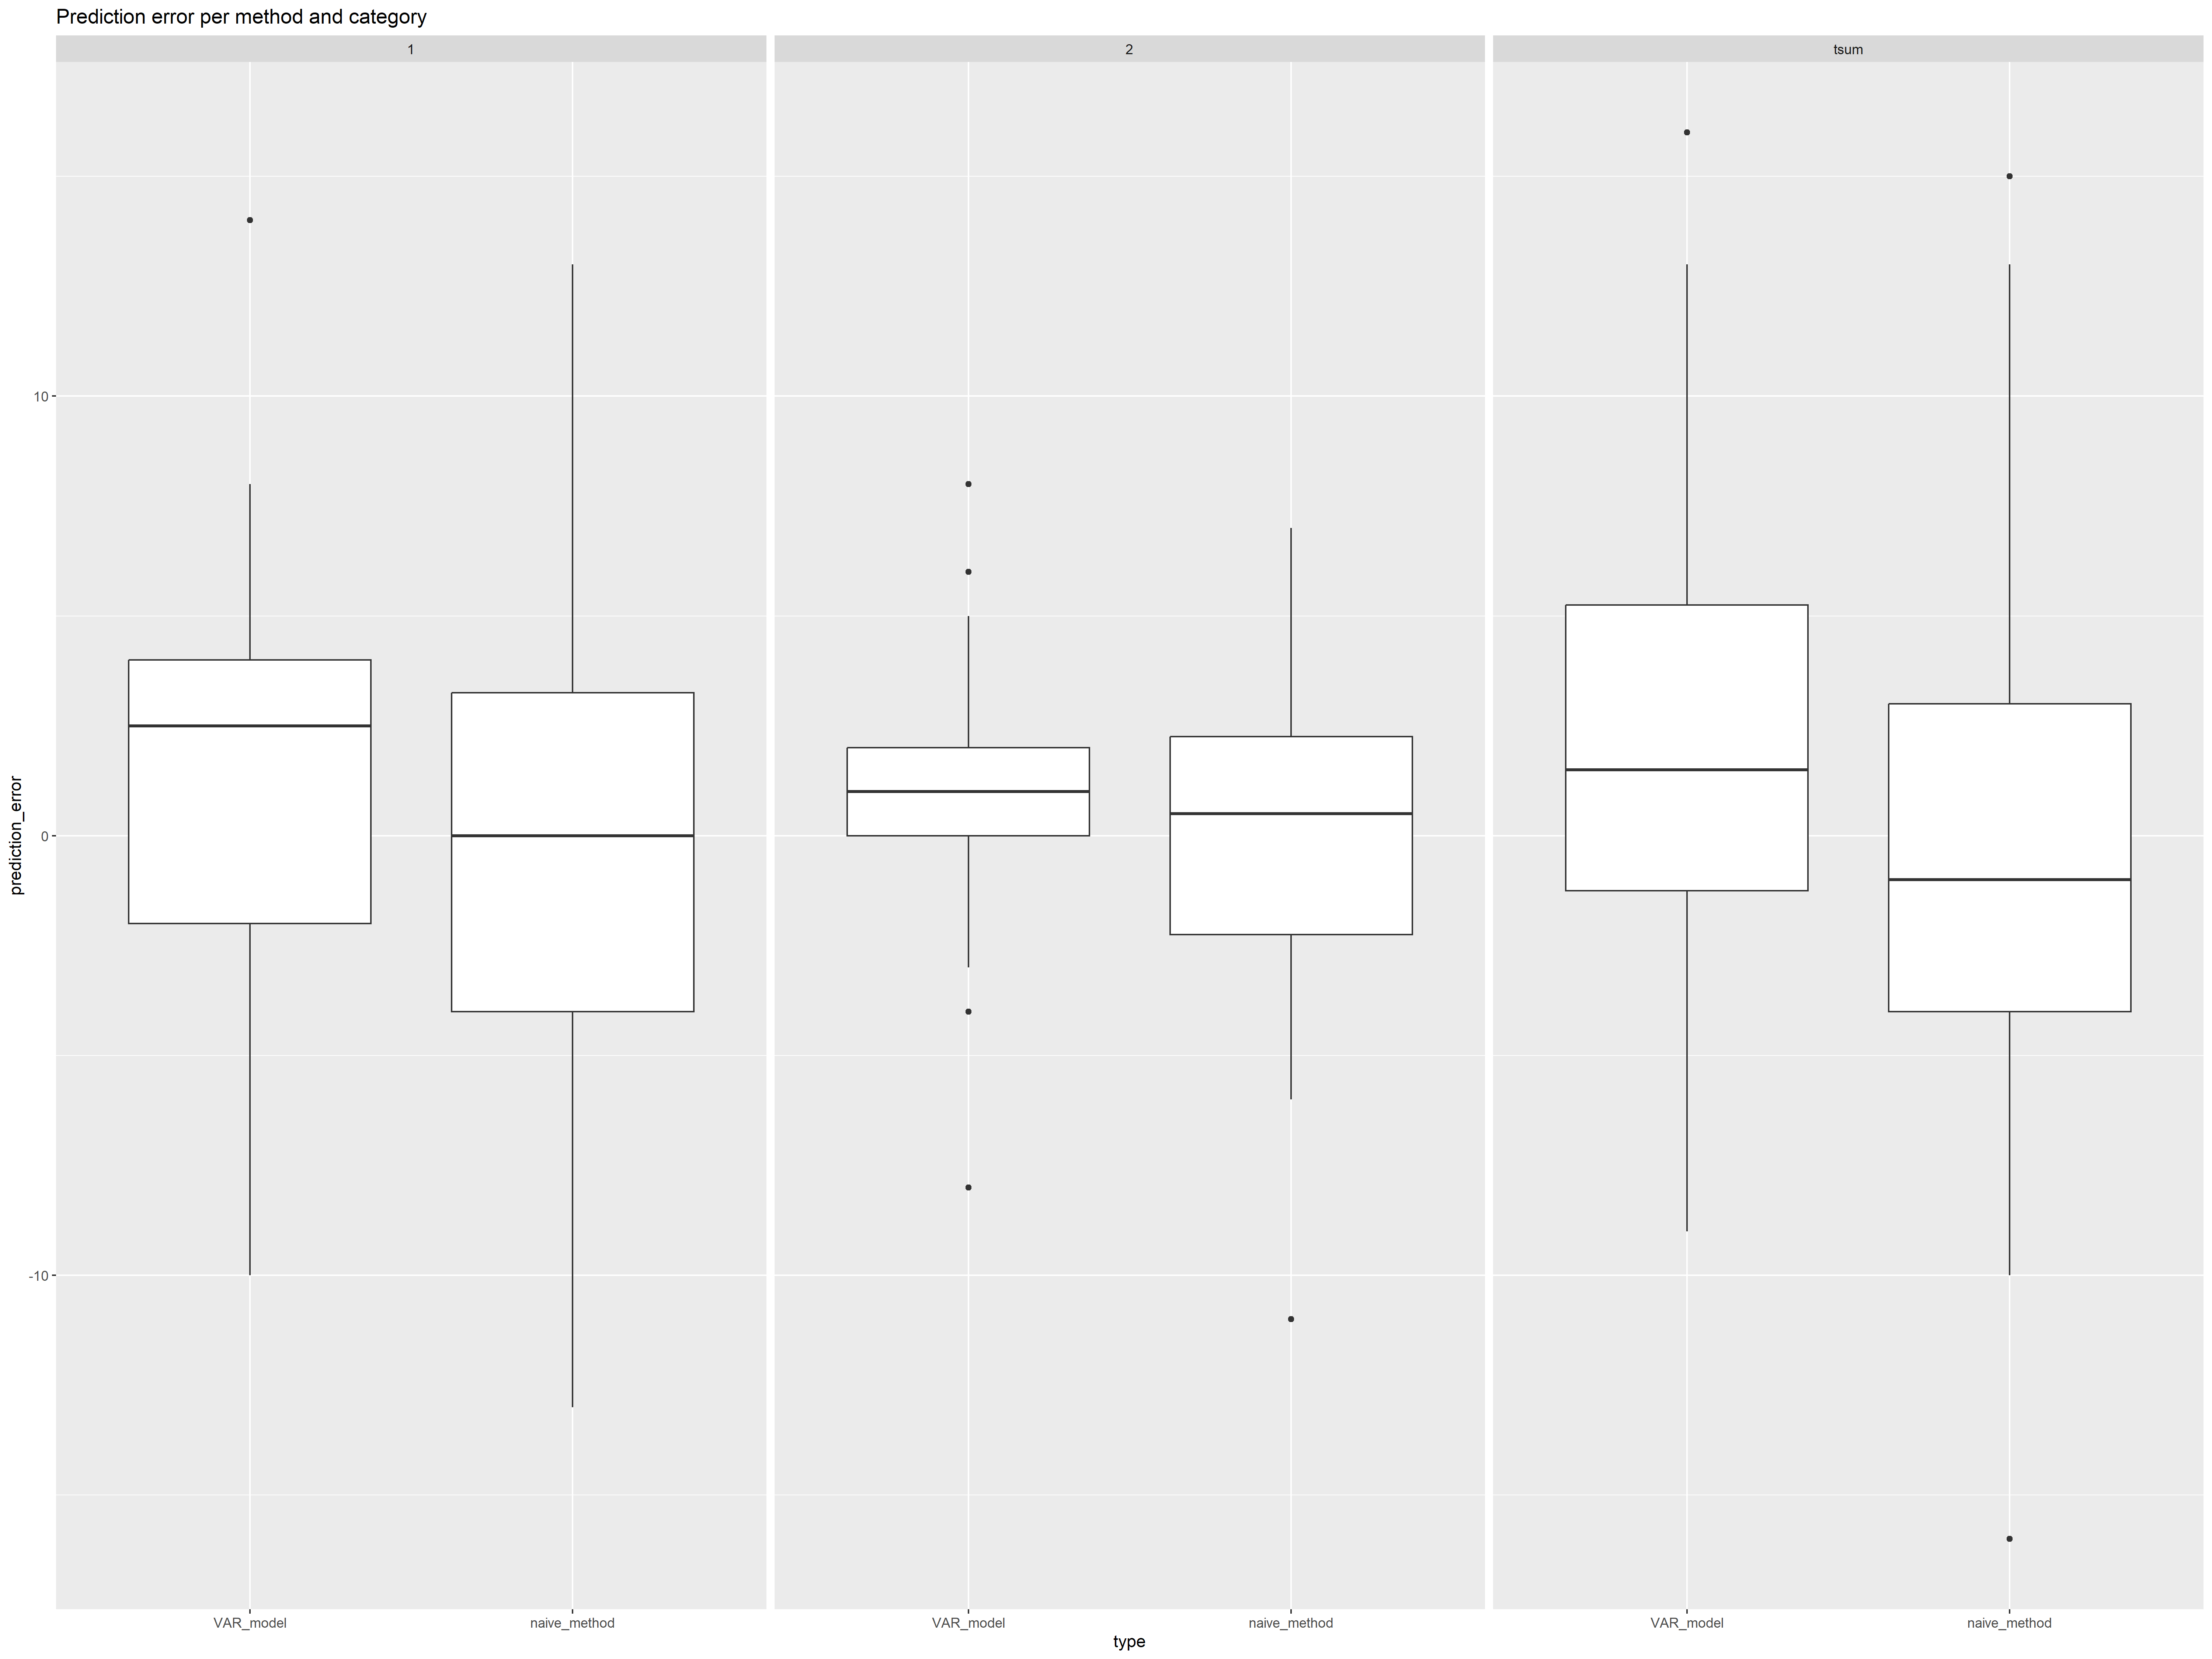 Prediction error per method and category
1
2
tsum
prediction_error
10
0
-10
VAR_model
naive_method
VAR_model
naive_method
VAR_model
naive_method
type